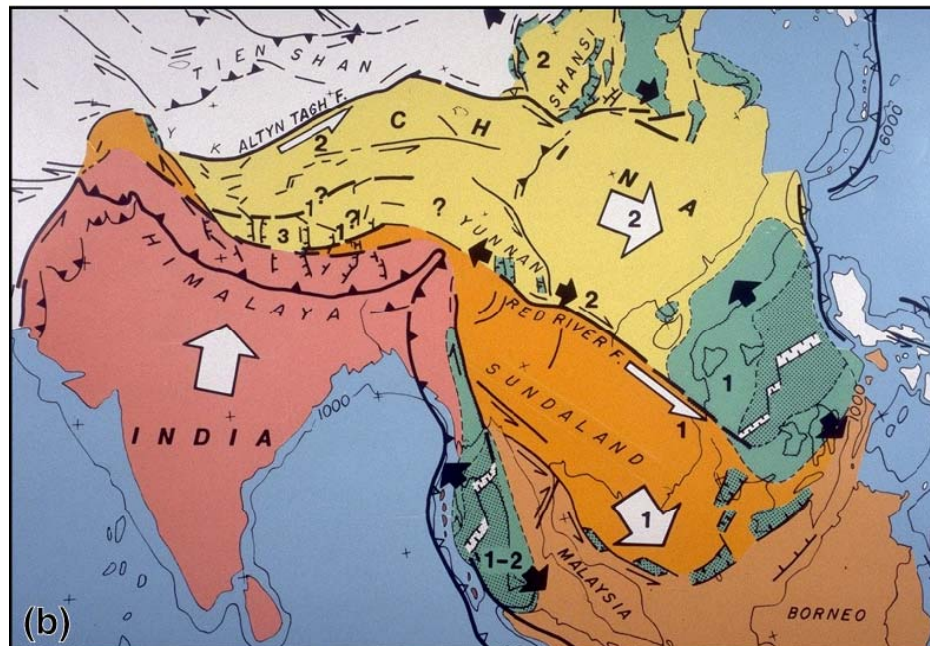 TIEN SHAN
ALTYN TAGH F.
K
Y
2
CHINA
2
SHANSI
H
6000
2
1?
1?
3
?
YUNNAN
HIMALAYA
2
RED RIVER F.
1
SUNDALAND
1
1000
INDIA
1000
1
1-2
MALAYSIA
BORNEO
(b)